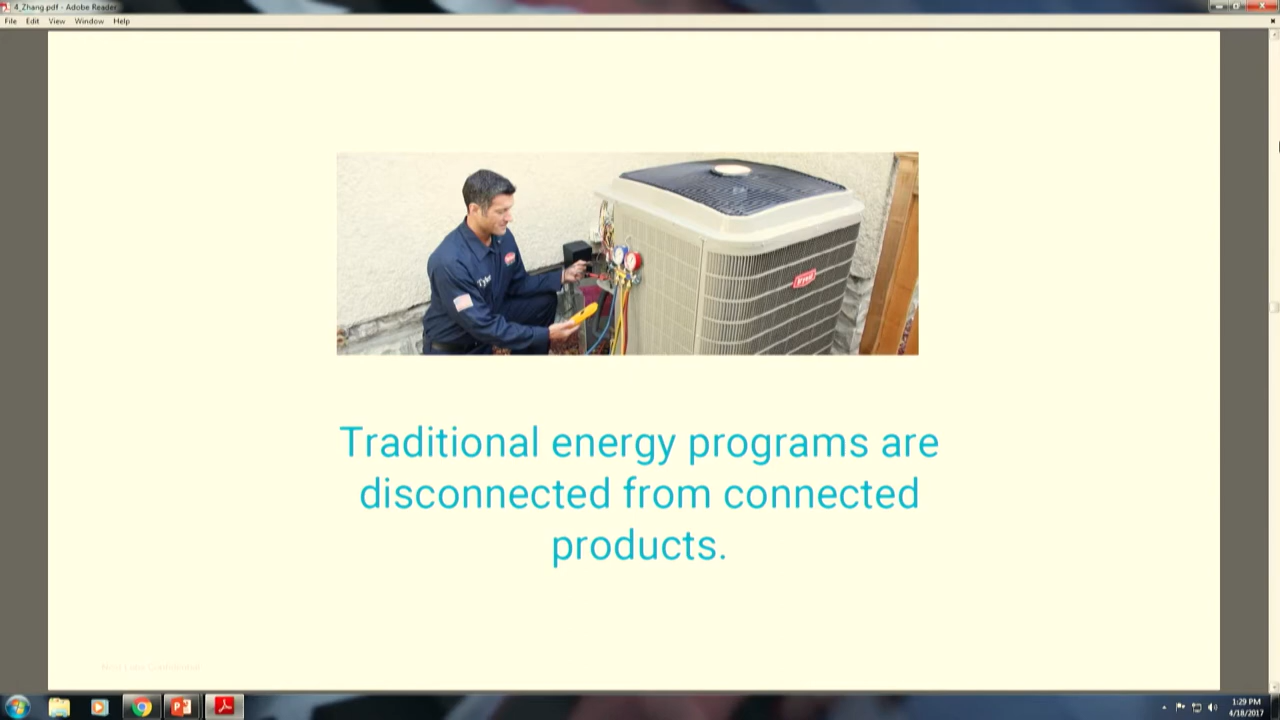 4_Zhang.pdf - Adobe Reader
File Edit View Window Help
Traditional energy programs are
disconnected from connected
products.
1:29 PM
4/18/2017